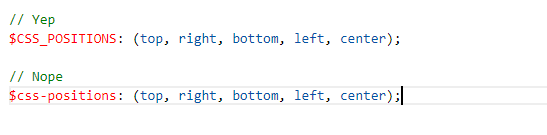 // Yep
$CSS_POSITIONS: (top, right, bottom, left, center);
// Nope
$css-positions: (top, right, bottom, left, center);